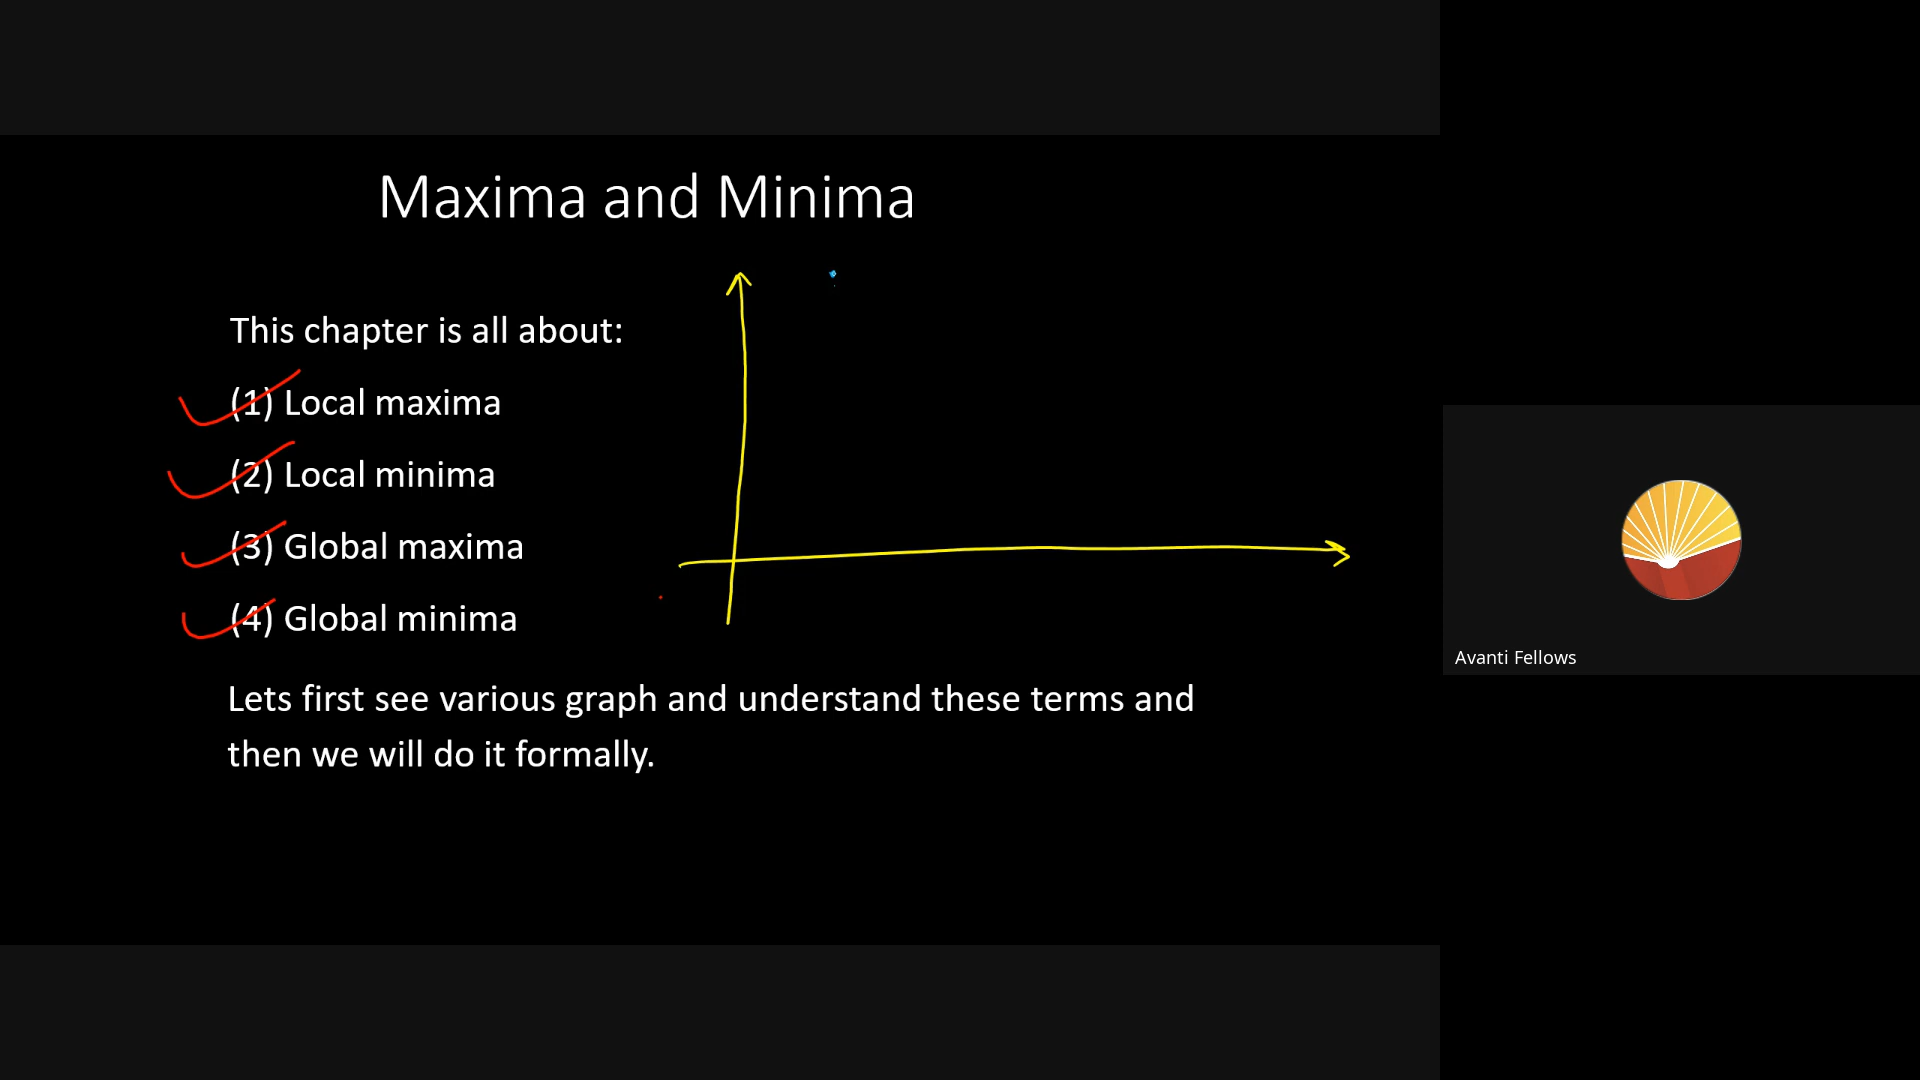 Maxima and Minima
This chapter is all about:
(1) Local maxima
(2) Local minima
(3) Global maxima
(4) Global minima
Lets first see various graph and understand these terms and
then we will do it formally.
Avanti Fellows